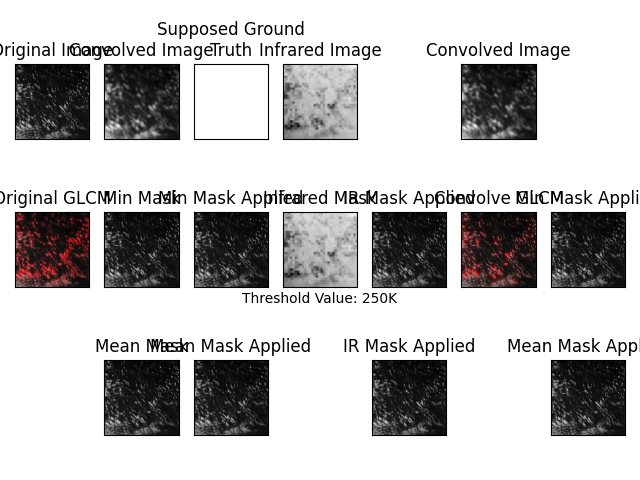 Supposed Ground
Original Image Convolved Image Truth Infrared Image Convolved Image
Original GLCM Min Mask Min Mask Applied Infrared Mask IR Mask Applied Convolve GLCM Min Mask Appli
Threshold Value: 250K
Mean Mask Mean Mask Applied IR Mask Applied Mean Mask Appl